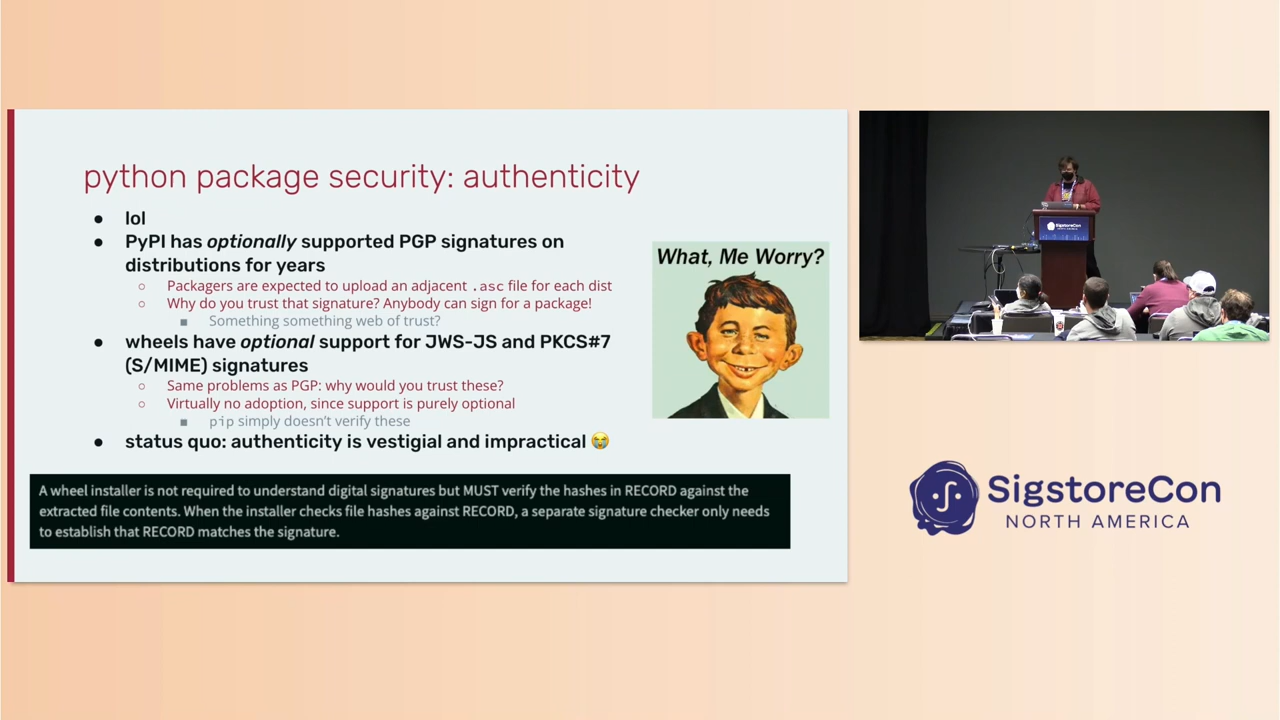 python package security: authenticity
● lol
● PyPI has optionally supported PGP signatures on
distributions for years
○ Packagers are expected to upload an adjacent .asc file for each dist
○ Why do you trust that signature? Anybody can sign for a package!
■ Something something web of trust?
● wheels have optional support for JWS-JS and PKCS#7
(S/MIME) signatures
○ Same problems as PGP: why would you trust these?
○ Virtually no adoption, since support is purely optional
■ pip simply doesn't verify these
● status quo: authenticity is vestigial and impractical 😭
What, Me Worry?
A wheel installer is not required to understand digital signatures but MUST verify the hashes in RECORD against the
extracted file contents. When the installer checks file hashes against RECORD, a separate signature checker only needs
to establish that RECORD matches the signature.
SigstoreCon
SigstoreCon
NORTH AMERICA